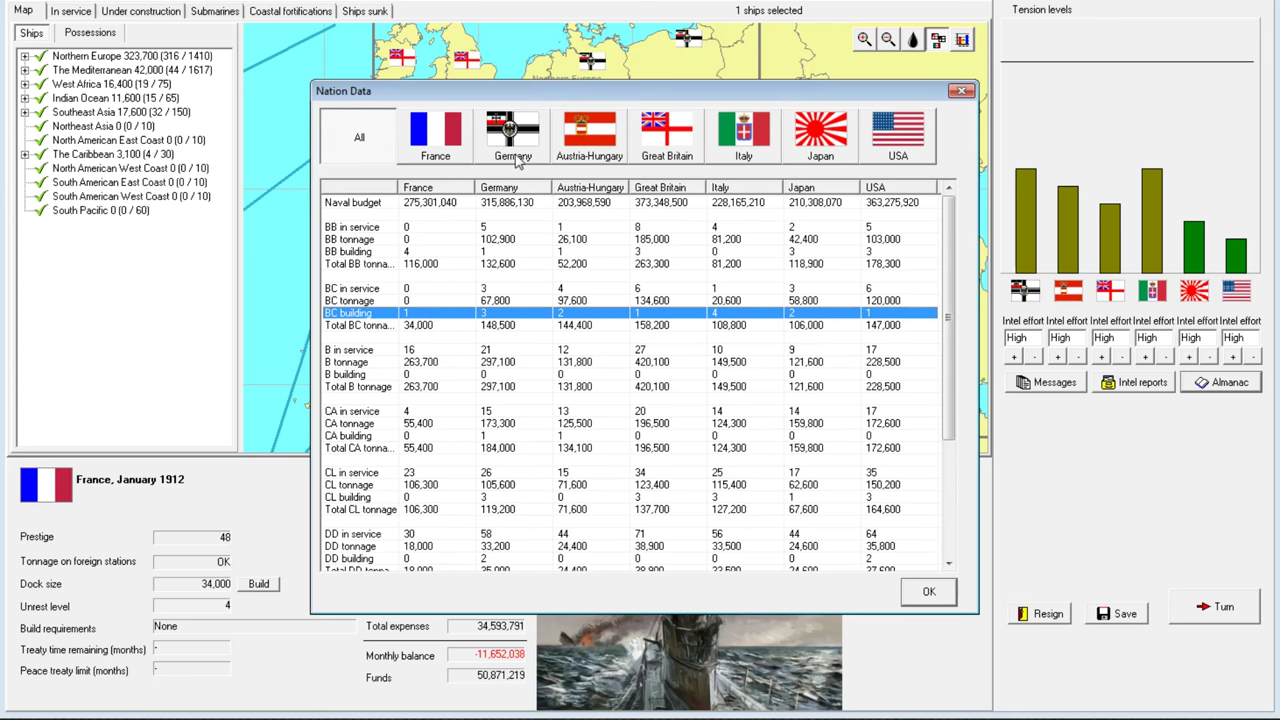 Map In service Under construction Submarines Coastal fortifications Ships sunk 1 ships selected Tension levels
Ships Possessions
Northern Europe 323,700 (316 / 1410)
The Mediterranean 42,000 (44 / 1617)
West Africa 16,400 (19 / 75)
Indian Ocean 11,600 (15 / 65)
Southeast Asia 17,600 (32 / 150)
Northeast Asia 0 (0 / 10)
North American East Coast 0 (0 / 10)
The Caribbean 3,100 (4 / 30)
North American West Coast 0 (0 / 10)
South American East Coast 0 (0 / 10)
South American West Coast 0 (0 / 10)
South Pacific 0 (0 / 60)
Northern Europe
Nation Data
All France Germany Austria-Hungary Great Britain Italy Japan USA
France Germany Austria-Hungary Great Britain Italy Japan USA
Naval budget 275,301,040 315,886,130 203,968,590 373,348,500 228,165,210 210,308,070 363,275,920
BB in service 0 5 1 8 4 2 5
BB tonnage 0 102,900 26,100 185,000 81,200 42,400 103,000
BB building 4 1 1 3 0 3 3
Total BB tonna... 116,000 132,600 52,200 263,300 81,200 118,900 178,300
BC in service 0 3 4 6 1 3 6
BC tonnage 0 67,800 97,600 134,600 20,600 58,800 120,000
BC building 1 3 2 1 4 2 1
Total BC tonna... 34,000 148,500 144,400 158,200 108,800 106,000 147,000
B in service 16 21 12 27 10 9 17
B tonnage 263,700 297,100 131,800 420,100 149,500 121,600 228,500
B building 0 0 0 0 0 0 0
Total B tonnage 263,700 297,100 131,800 420,100 149,500 121,600 228,500
CA in service 4 15 13 20 14 14 17
CA tonnage 55,400 173,300 125,500 196,500 124,300 159,800 172,600
CA building 0 1 1 0 0 0 0
Total CA tonna... 55,400 184,000 134,100 196,500 124,300 159,800 172,600
CL in service 23 26 15 34 25 17 35
CL tonnage 106,300 105,600 71,600 123,400 115,400 62,600 150,200
CL building 0 3 0 3 3 1 3
Total CL tonnage 106,300 119,200 71,600 137,700 127,200 67,600 164,600
DD in service 30 58 44 71 56 44 64
DD tonnage 18,000 33,200 24,400 38,900 33,500 24,600 35,800
DD building 0 2 0 0 0 0 2
OK
Intel effort Intel effort Intel effort Intel effort Intel effort Intel effort
High High High High High High
+ - + - + - + - + - + -
Messages Intel reports Almanac
France, January 1912
Prestige 48
Tonnage on foreign stations OK
Dock size 34,000 Build
Unrest level 4
Build requirements None
Treaty time remaining (months) -
Peace treaty limit (months) -
Total expenses 34,593,791
Monthly balance -11,652,038
Funds 50,871,219
Resign Save Turn